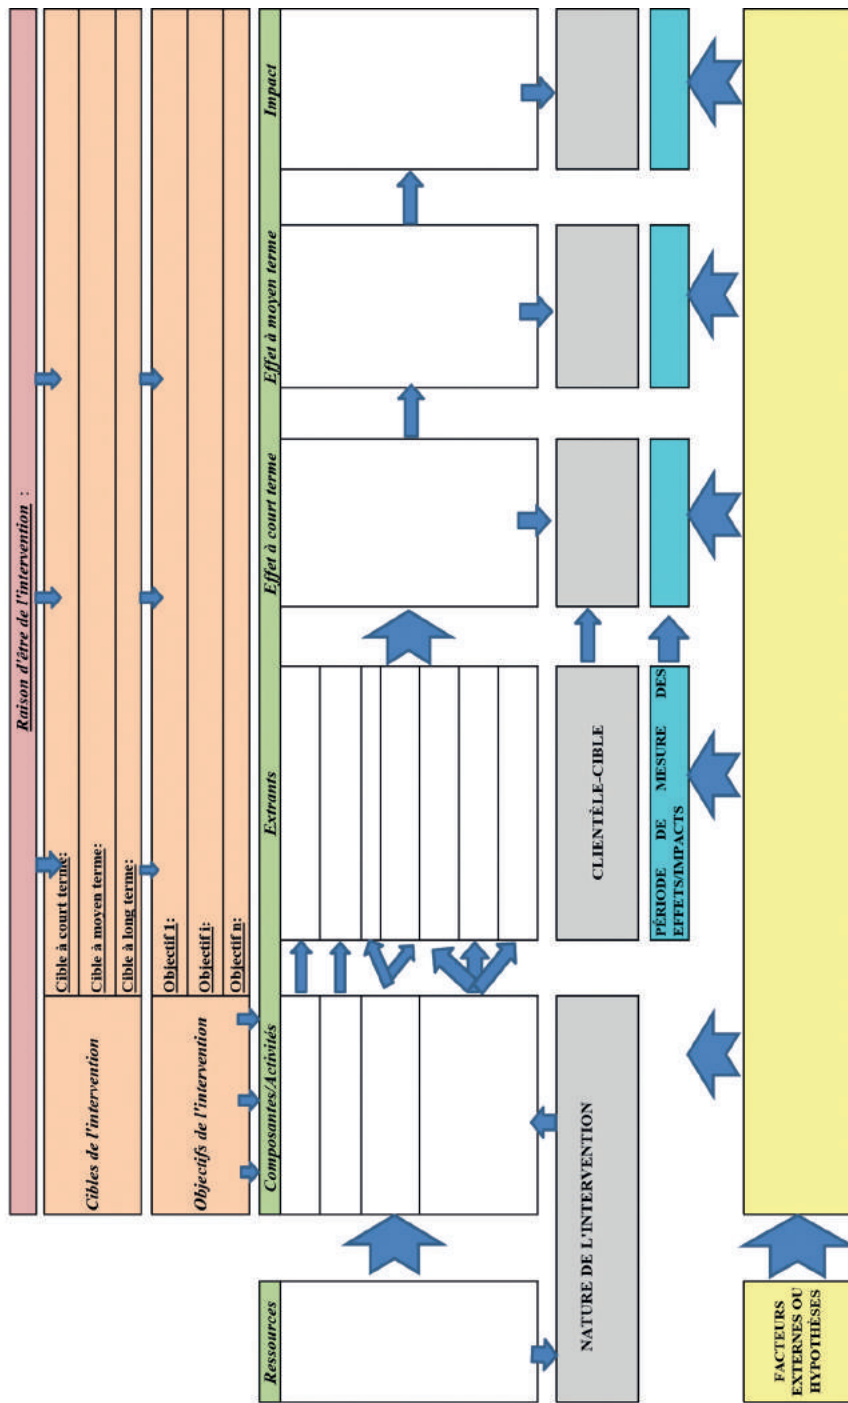 Raison d'être de l'intervention :
Cibles de l'intervention
Cible à court terme:
Cible à moyen terme:
Cible à long terme:
Objectifs de l'intervention
Objectif 1:
Objectif i:
Objectif n:
Ressources
Composantes/Activités
Extrants
Effet à court terme
Effet à moyen terme
Impact
NATURE DE L'INTERVENTION
CLIENTÈLE-CIBLE
PÉRIODE DE MESURE DES
EFFETS/IMPACTS
FACTEURS
EXTERNES OU
HYPOTHÈSES